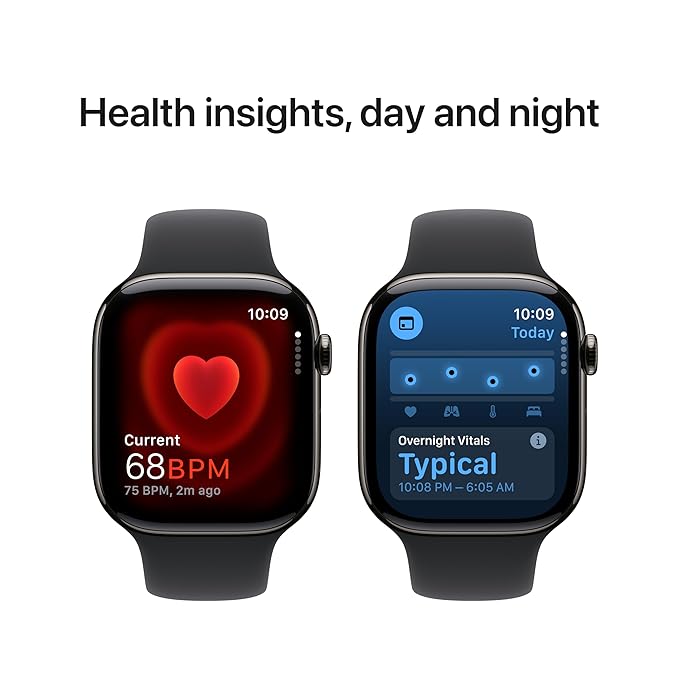 Health insights, day and night
10:09
Current
68BPM
75 BPM, 2m ago
10:09
Today
Overnight Vitals
Typical
10:08 PM – 6:05 AM